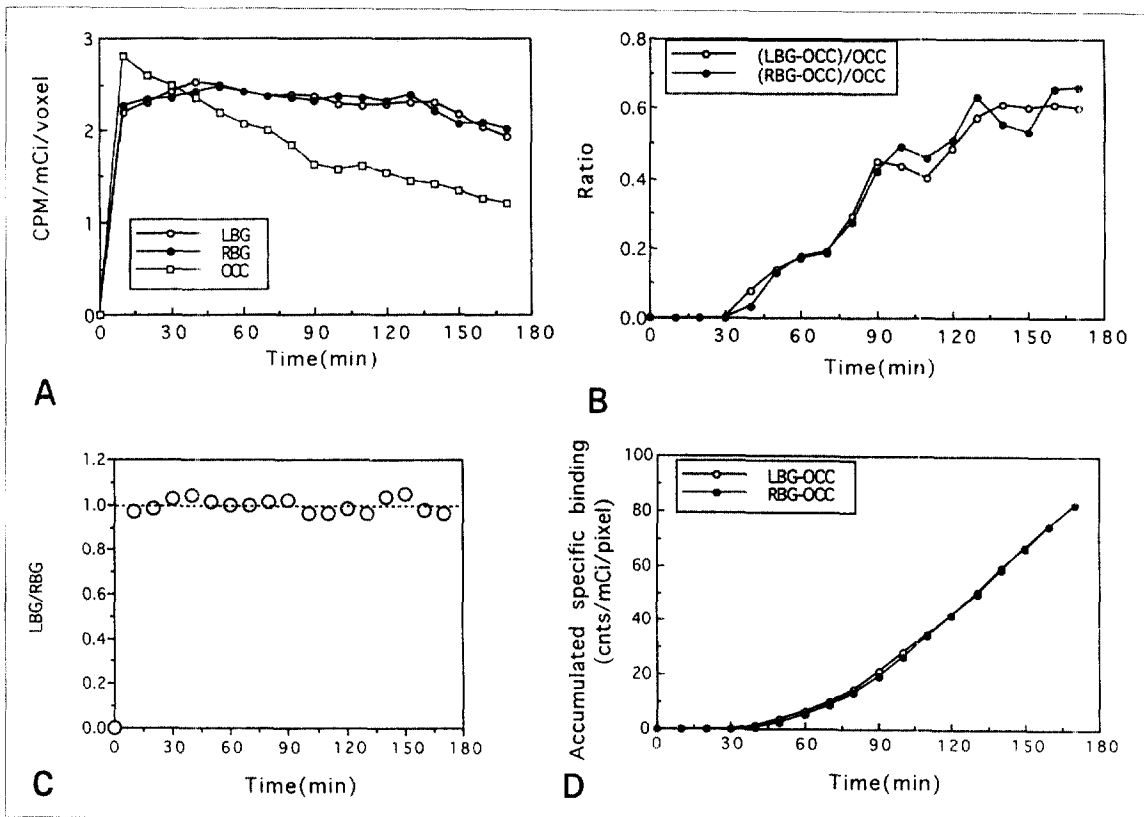 3
2
1
0
CPM/mCi/voxel
LBG
RBG
OCC
0 30 60 90 120 150 180
Time(min)
A
0.8
0.6
0.4
0.2
0.0
Ratio
(LBG-OCC)/OCC
(RBG-OCC)/OCC
0 30 60 90 120 150 180
Time(min)
B
1.2
1.0
0.8
0.6
0.4
0.2
0.0
LBG/RBG
0 30 60 90 120 150 180
Time(min)
C
100
80
60
40
20
0
Accumulated specific binding
(cnts/mCi/pixel)
LBG-OCC
RBG-OCC
0 30 60 90 120 150 180
Time(min)
D